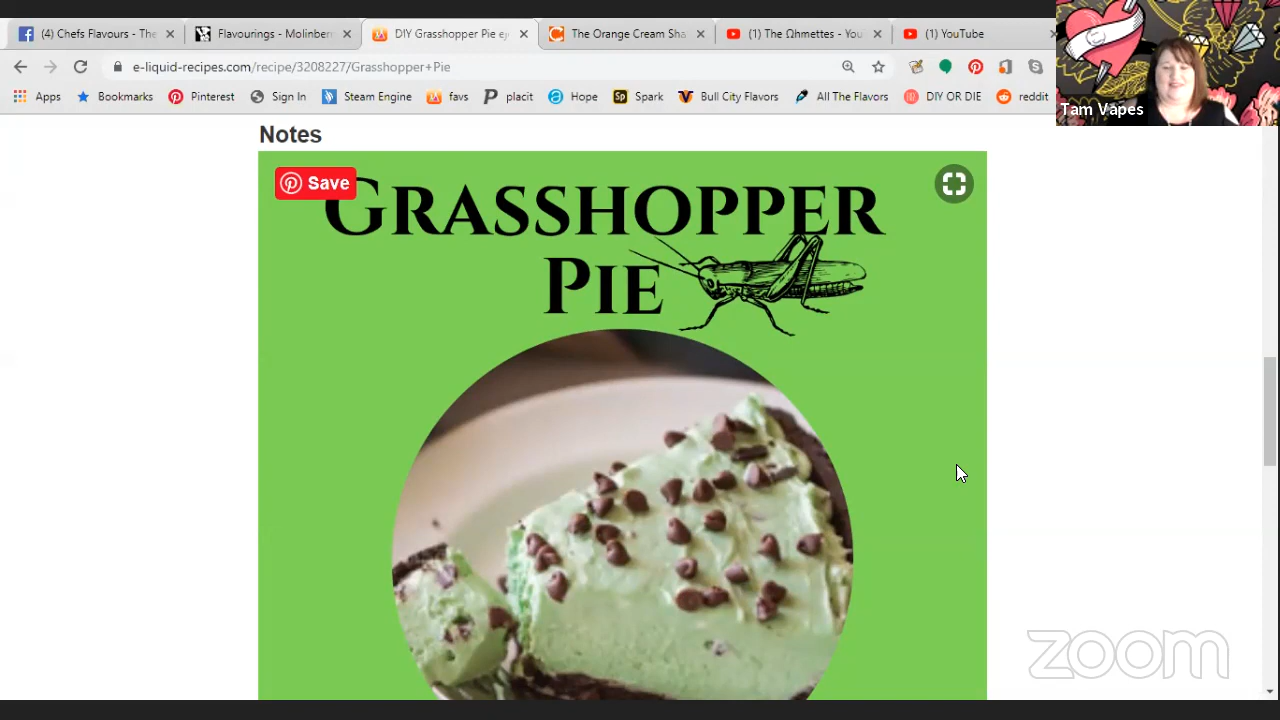 (4) Chefs Flavours - The
Flavourings - Molinber
DIY Grasshopper Pie ej
The Orange Cream Sha
(1) The Ωhmettes - You
(1) YouTube
e-liquid-recipes.com/recipe/3208227/Grasshopper+Pie
Apps
Bookmarks
Pinterest
Sign In
Steam Engine
favs
placit
Hope
Spark
Bull City Flavors
All The Flavors
DIY OR DIE
reddit
Tam Vapes
Notes
Save
GRASSHOPPER
PIE
zoom